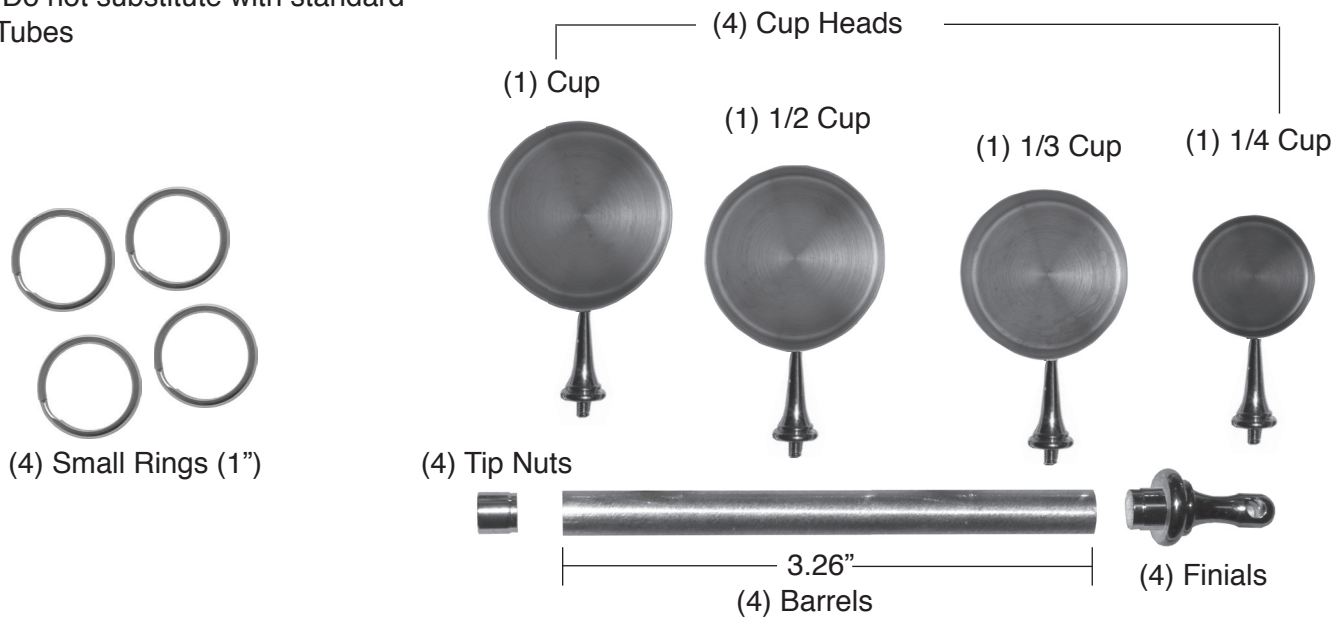 Do not substitute with standard
Tubes
(4) Cup Heads
(1) Cup
(1) 1/2 Cup
(1) 1/3 Cup
(1) 1/4 Cup
(4) Small Rings (1”)
(4) Tip Nuts
3.26”
(4) Barrels
(4) Finials